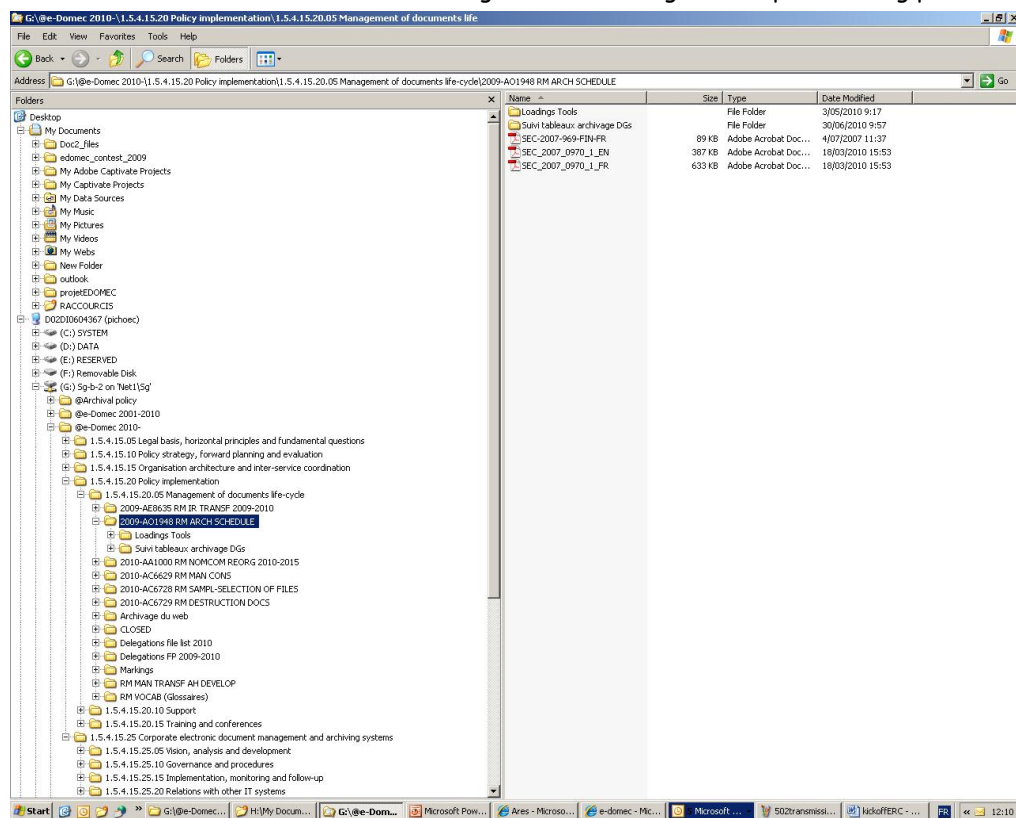 G:\@e-Domec 2010-\1.5.4.15.20 Policy implementation\1.5.4.15.20.05 Management of documents life
File Edit View Favorites Tools Help
Back Search Folders
Address G:\@e-Domec 2010-\1.5.4.15.20 Policy implementation\1.5.4.15.20.05 Management of documents life-cycle\2009-AO1948 RM ARCH SCHEDULE Go
Folders x Name Size Type Date Modified
Loadings Tools File Folder 3/05/2010 9:17
Suivi tableaux archivage DGs File Folder 30/06/2010 9:57
SEC-2007-969-FIN-FR 89 KB Adobe Acrobat Doc... 4/07/2007 11:37
SEC_2007_0970_1_EN 387 KB Adobe Acrobat Doc... 18/03/2010 15:53
SEC_2007_0970_1_FR 633 KB Adobe Acrobat Doc... 18/03/2010 15:53
Desktop
My Documents
Doc2_files
edomec_contest_2009
My Adobe Captivate Projects
My Captivate Projects
My Data Sources
My Music
My Pictures
My Videos
My Webs
New Folder
outlook
projetEDOMEC
RACCOURCIS
D02DI0604367 (pichoec)
(C:) SYSTEM
(D:) DATA
(E:) RESERVED
(F:) Removable Disk
(G:) Sg-b-2 on 'Net1\Sg'
@Archival policy
@e-Domec 2001-2010
@e-Domec 2010-
1.5.4.15.05 Legal basis, horizontal principles and fundamental questions
1.5.4.15.10 Policy strategy, forward planning and evaluation
1.5.4.15.15 Organisation architecture and inter-service coordination
1.5.4.15.20 Policy implementation
1.5.4.15.20.05 Management of documents life-cycle
2009-AE8635 RM IR TRANSF 2009-2010
2009-AO1948 RM ARCH SCHEDULE
Loadings Tools
Suivi tableaux archivage DGs
2010-AA1000 RM NOMCOM REORG 2010-2015
2010-AC6629 RM MAN CONS
2010-AC6728 RM SAMPL-SELECTION OF FILES
2010-AC6729 RM DESTRUCTION DOCS
Archivage du web
CLOSED
Delegations file list 2010
Delegations FP 2009-2010
Markings
RM MAN TRANSF AH DEVELOP
RM VOCAB (Glossaires)
1.5.4.15.20.10 Support
1.5.4.15.20.15 Training and conferences
1.5.4.15.25 Corporate electronic document management and archiving systems
1.5.4.15.25.05 Vision, analysis and development
1.5.4.15.25.10 Governance and procedures
1.5.4.15.25.15 Implementation, monitoring and follow-up
1.5.4.15.25.20 Relations with other IT systems
Start » G:\@e-Domec... H:\My Docum... G:\@e-Dom... Microsoft Pow... Ares - Microso... e-domec - Mic... Microsoft ... 502transmissi... kickoffERC - ... FR « 12:10